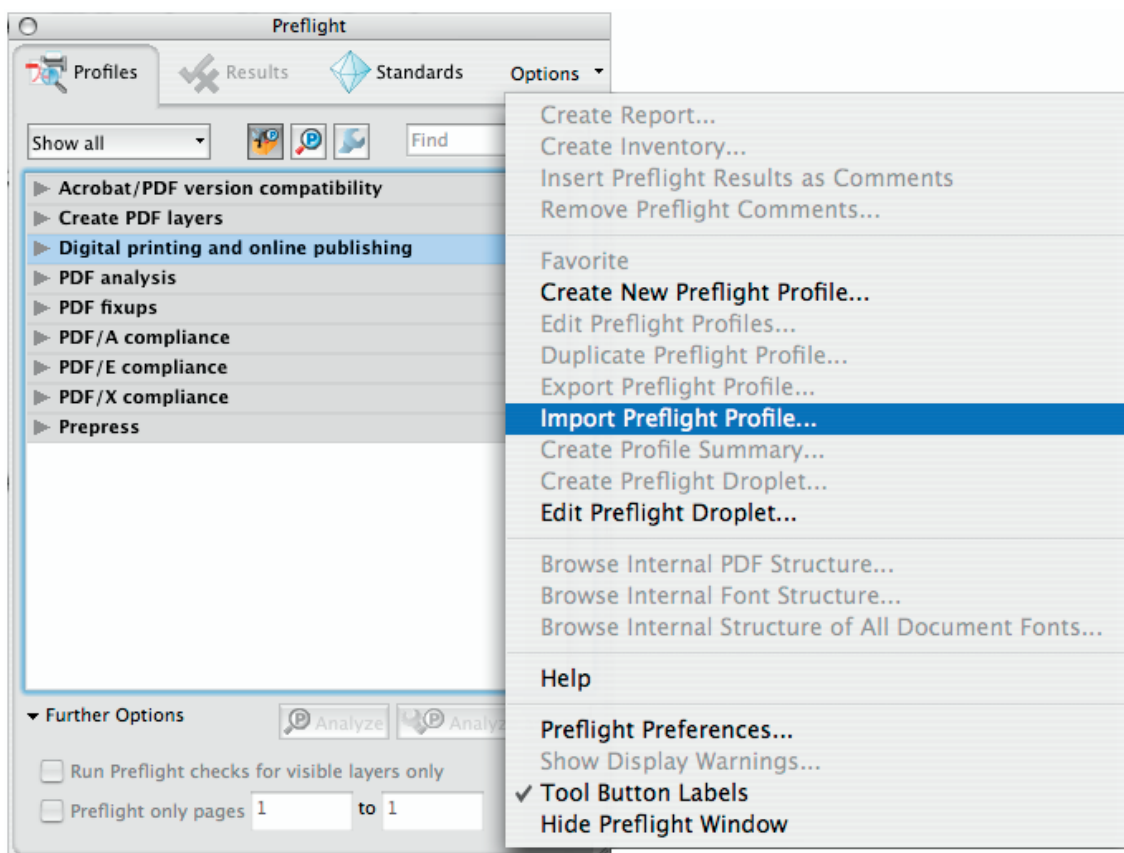 Preflight
Profiles
Results
Standards
Options
Show all
Find
Acrobat/PDF version compatibility
Create PDF layers
Digital printing and online publishing
PDF analysis
PDF fixups
PDF/A compliance
PDF/E compliance
PDF/X compliance
Prepress
Further Options
Analyze
Run Preflight checks for visible layers only
Preflight only pages 1 to 1
Create Report...
Create Inventory...
Insert Preflight Results as Comments
Remove Preflight Comments...
Favorite
Create New Preflight Profile...
Edit Preflight Profiles...
Duplicate Preflight Profile...
Export Preflight Profile...
Import Preflight Profile...
Create Profile Summary...
Create Preflight Droplet...
Edit Preflight Droplet...
Browse Internal PDF Structure...
Browse Internal Font Structure...
Browse Internal Structure of All Document Fonts...
Help
Preflight Preferences...
Show Display Warnings...
Tool Button Labels
Hide Preflight Window